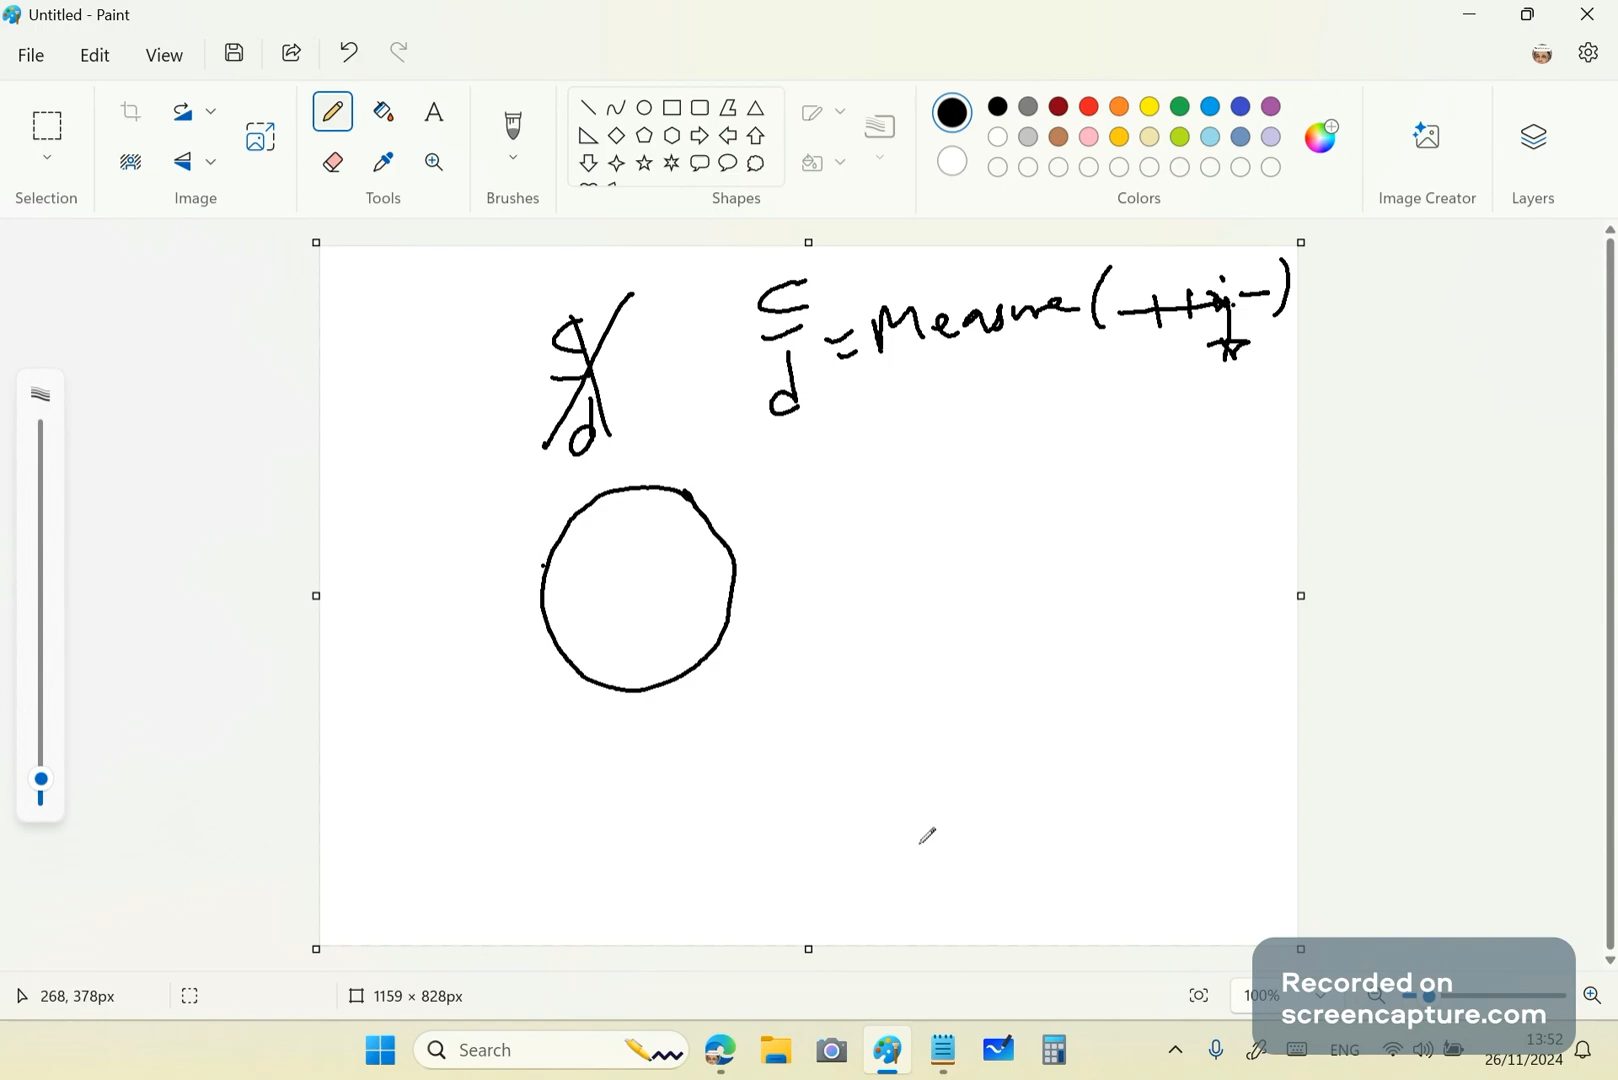 Untitled - Paint
File Edit View
Selection Image Tools Brushes Shapes Colors Image Creator Layers
C
d
C
d
= Measure (
)
268, 378px 1159 × 828px 100%
Recorded on
screencapture.com
Search ENG 13:52
26/11/2024